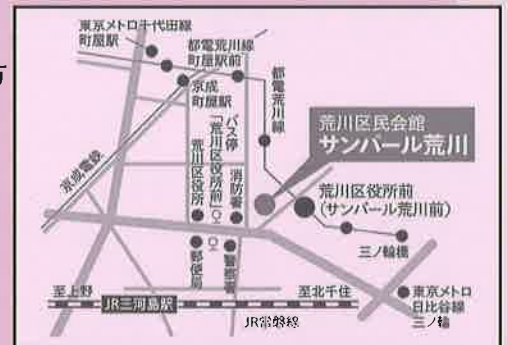 東京メトロ千代田線
町屋駅
都電荒川線
町屋駅前
京成
町屋駅
都電荒川線
京成電鉄
バス停
「荒川区役所前」
荒川区役所
消防署
荒川区民会館
サンパール荒川
荒川区役所前
(サンパール荒川前)
三ノ輪橋
郵便局
警察署
至上野
JR三河島駅
至北千住
JR常磐線
東京メトロ
日比谷線
三ノ輪